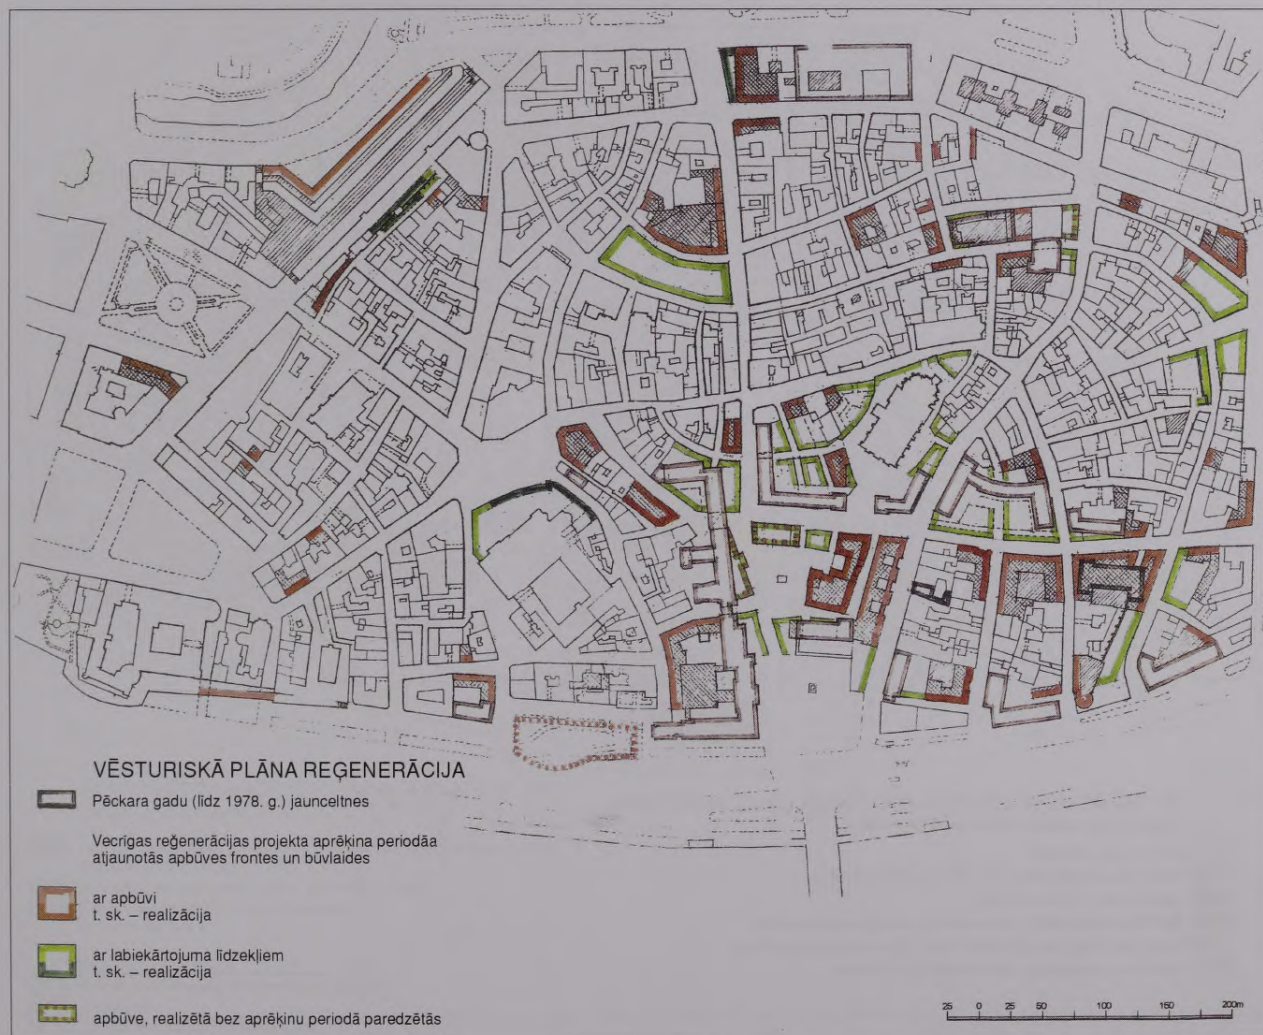 VĒSTURISKĀ PLĀNA REĢENERĀCIJA
Pēckara gadu (līdz 1978. g.) jaunceltnes
Vecrīgas reğenerācijas projekta aprēķina periodāa
atjaunotās apbūves frontes un būvlaides
ar apbūvi
t. sk. – realizācija
ar labiekārtojuma līdzekļiem
t. sk. – realizācija
apbūve, realizētā bez aprēķinu periodā paredzētās
25 0 25 50 100 150 200m